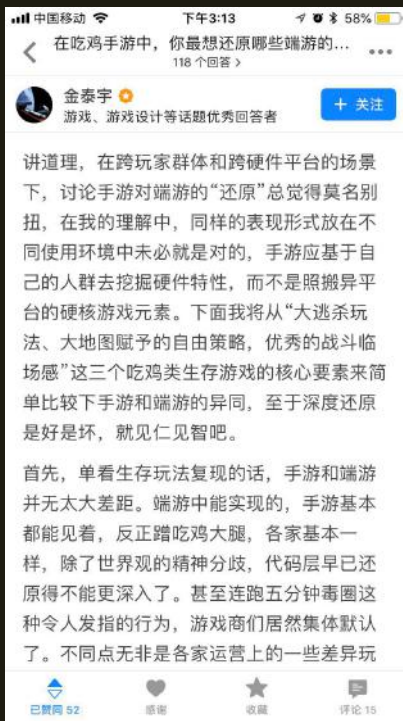 中国移动 下午3:13 58%
在吃鸡手游中，你最想还原哪些端游的...
118 个回答 >
金泰宇
游戏、游戏设计等话题优秀回答者
+ 关注
讲道理，在跨玩家群体和跨硬件平台的场景
下，讨论手游对端游的“还原”总觉得莫名别
扭，在我的理解中，同样的表现形式放在不
同使用环境中未必就是对的，手游应基于自
己的人群去挖掘硬件特性，而不是照搬异平
台的硬核游戏元素。下面我将从“大逃杀玩
法、大地图赋予的自由策略，优秀的战斗临
场感”这三个吃鸡类生存游戏的核心要素来简
单比较下手游和端游的异同，至于深度还原
是好是坏，就见仁见智吧。
首先，单看生存玩法复现的话，手游和端游
并无太大差距。端游中能实现的，手游基本
都能见着，反正蹭吃鸡大腿，各家基本一
样，除了世界观的精神分歧，代码层早已还
原得不能更深入了。甚至连跑五分钟毒圈这
种令人发指的行为，游戏商们居然集体默认
了。不同点无非是各家运营上的一些差异玩
已赞同 52 感谢 收藏 评论 15